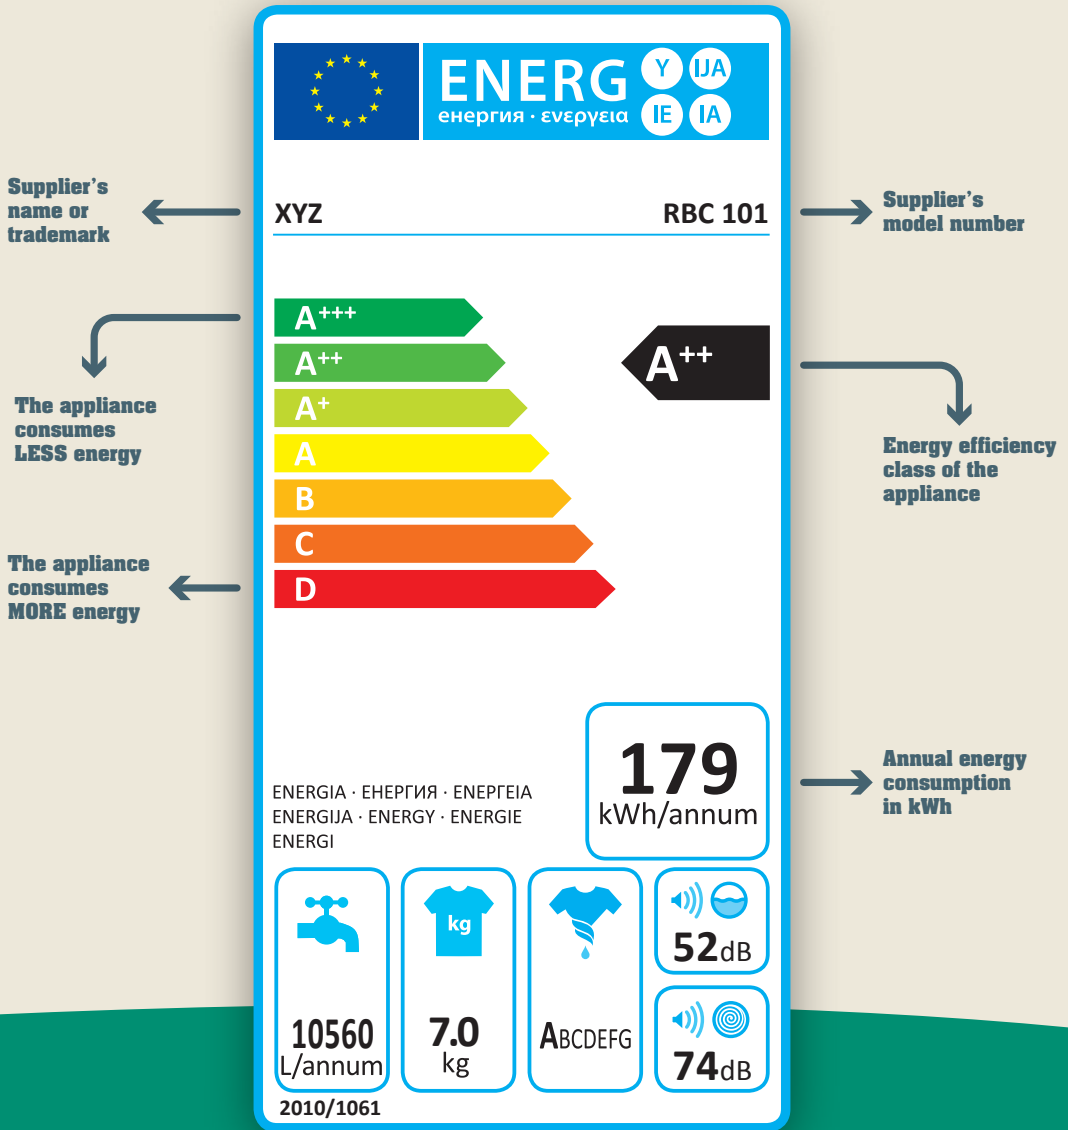 ENERG
енергия · ενεργεια
Y
IJA
IE
IA
Supplier's
name or
trademark
XYZ
RBC 101
Supplier's
model number
A+++
A++
A+
A
B
C
D
A++
The appliance
consumes
LESS energy
Energy efficiency
class of the
appliance
The appliance
consumes
MORE energy
179
kWh/annum
Annual energy
consumption
in kWh
ENERGIA · ЕНЕРГИЯ · ΕΝΕΡΓΕΙΑ
ENERGIJA · ENERGY · ENERGIE
ENERGI
10560
L/annum
kg
7.0
kg
ABCDEFG
52dB
74dB
2010/1061